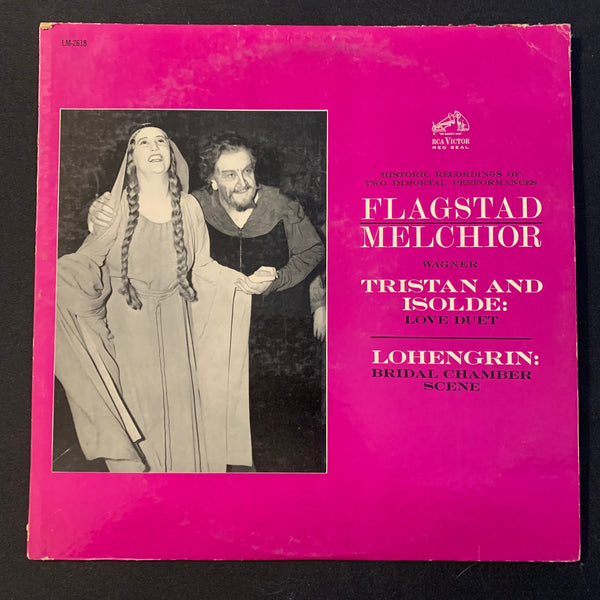 LM-2618
"HIS MASTER'S VOICE"
RCA VICTOR
RED SEAL
HISTORIC RECORDINGS OF
TWO IMMORTAL PERFORMANCES
FLAGSTAD
MELCHIOR
WAGNER
TRISTAN AND
ISOLDE:
LOVE DUET
LOHENGRIN:
BRIDAL CHAMBER
SCENE